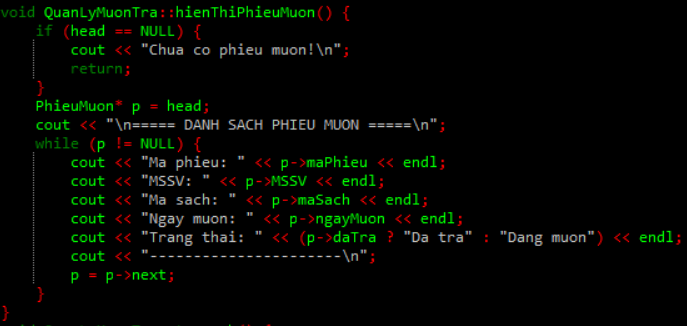 void QuanLyMuonTra::hienThiPhieuMuon() {
    if (head == NULL) {
        cout << "Chua co phieu muon!\n";
        return;
    }
    PhieuMuon* p = head;
    cout << "\n===== DANH SACH PHIEU MUON =====\n";
    while (p != NULL) {
        cout << "Ma phieu: " << p->maPhieu << endl;
        cout << "MSSV: " << p->MSSV << endl;
        cout << "Ma sach: " << p->maSach << endl;
        cout << "Ngay muon: " << p->ngayMuon << endl;
        cout << "Trang thai: " << (p->daTra ? "Da tra" : "Dang muon") << endl;
        cout << "----------------------\n";
        p = p->next;
    }
}